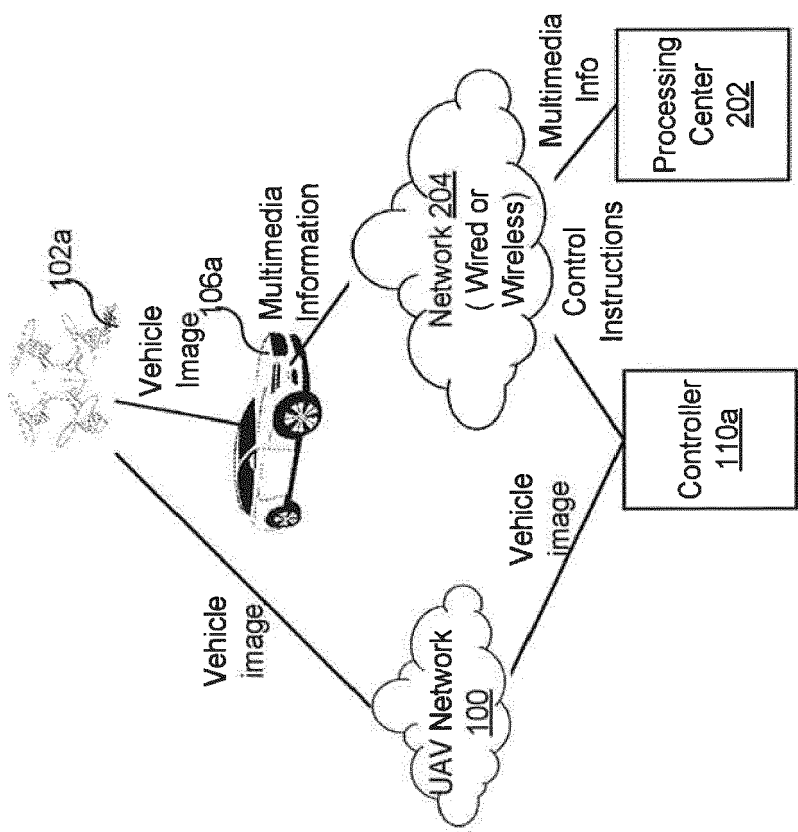 102a
Vehicle
Image
106a
Multimedia
Information
Vehicle
image
UAV Network
100
Network 204
( Wired or
Wireless)
Multimedia
Info
Control
Instructions
Vehicle
image
Controller
110a
Processing
Center
202